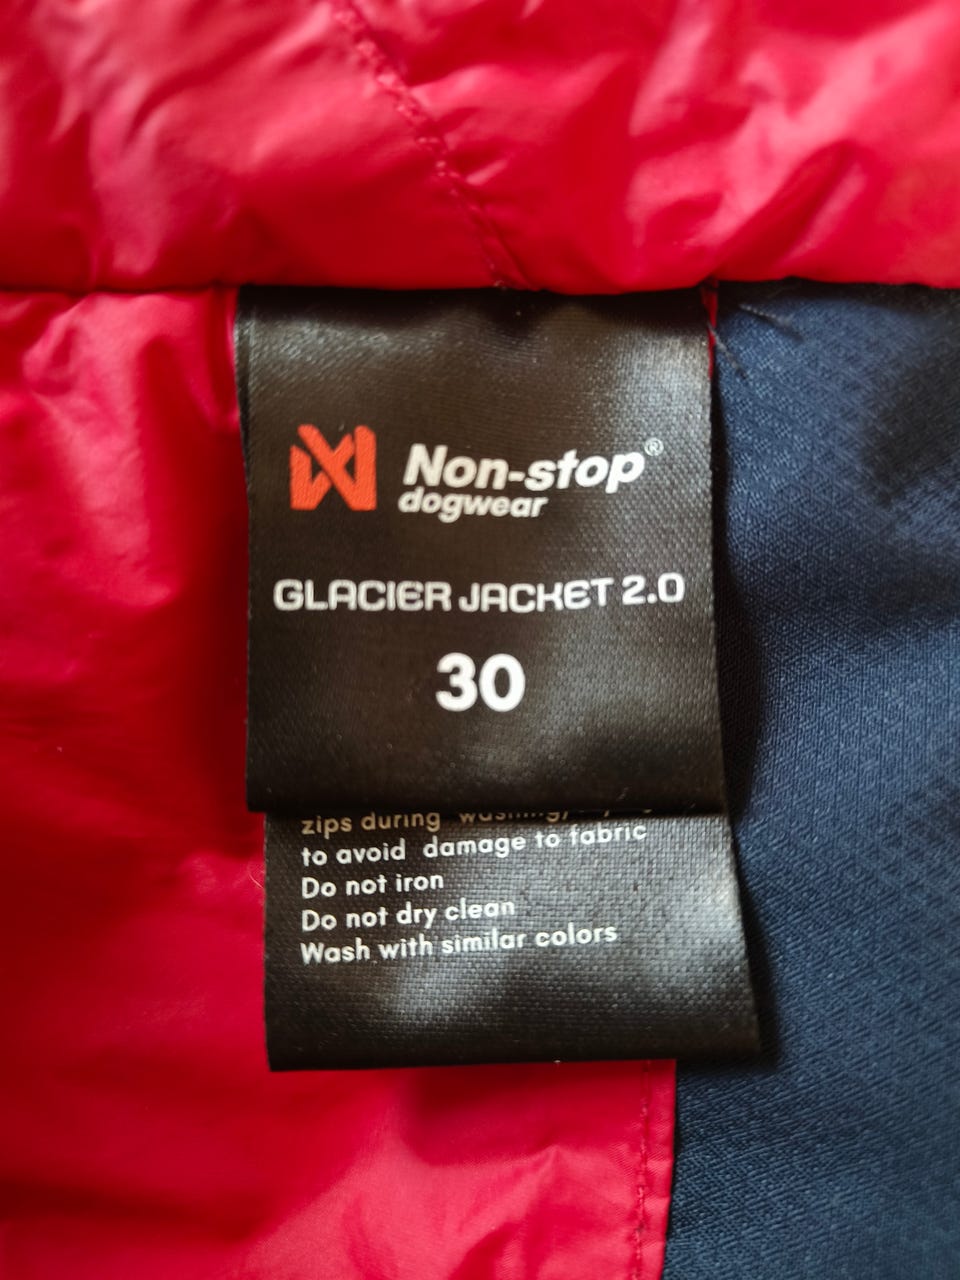 Non-stop®
dogwear
GLACIER JACKET 2.0
30
zips during
to avoid damage to fabric
Do not iron
Do not dry clean
Wash with similar colors